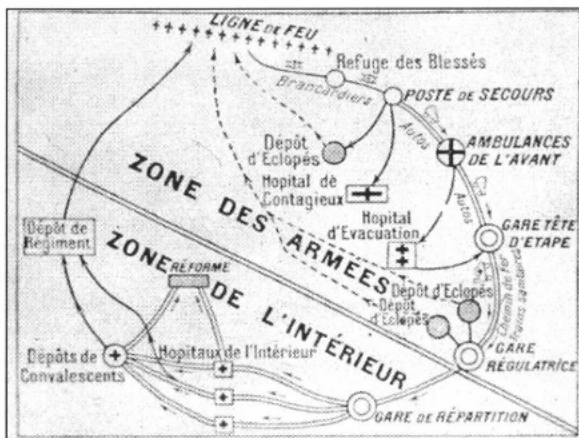 LIGNE DE FEU
Refuge des Blessés
Brancardiers
POSTE DE SECOURS
Autos
Dépôt
d'Eclopés
AMBULANCES
DE L'AVANT
Hopital de
Contagieux
Autos
ZONE DES ARMÉES
Hopital
d'Evacuation
GARE TÊTE
D'ETAPE
Dépôt de
Régiment
ZONE DE L'INTÉRIEUR
RÉFORME
Chemin de Fer
Trains sanitaires
Dépôt d'Eclopés
Dépôt
d'Eclopés
Dépôts de
Convalescents
Hopitaux de l'Intérieur
GARE
RÉGULATRICE
GARE DE RÉPARTITION